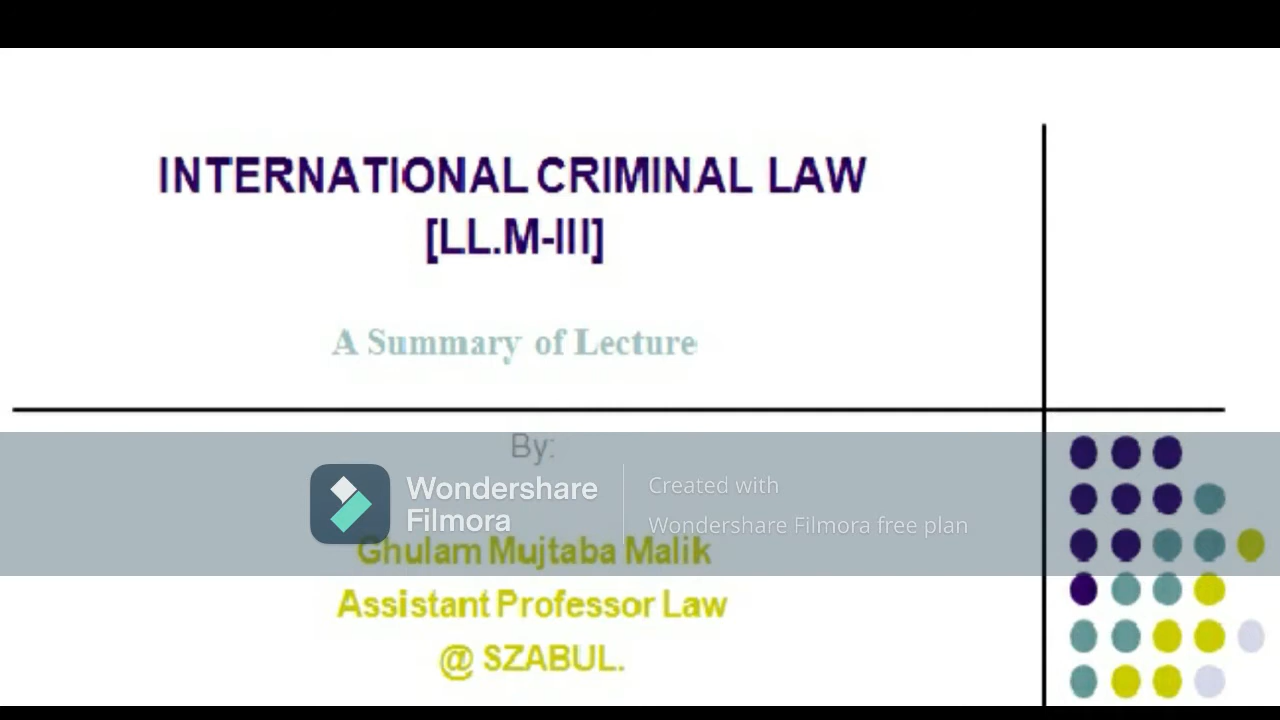 INTERNATIONAL CRIMINAL LAW
[LL.M-III]
A Summary of Lecture
By:
Wondershare
Filmora
Created with
Wondershare Filmora free plan
Ghulam Mujtaba Malik
Assistant Professor Law
@ SZABUL.